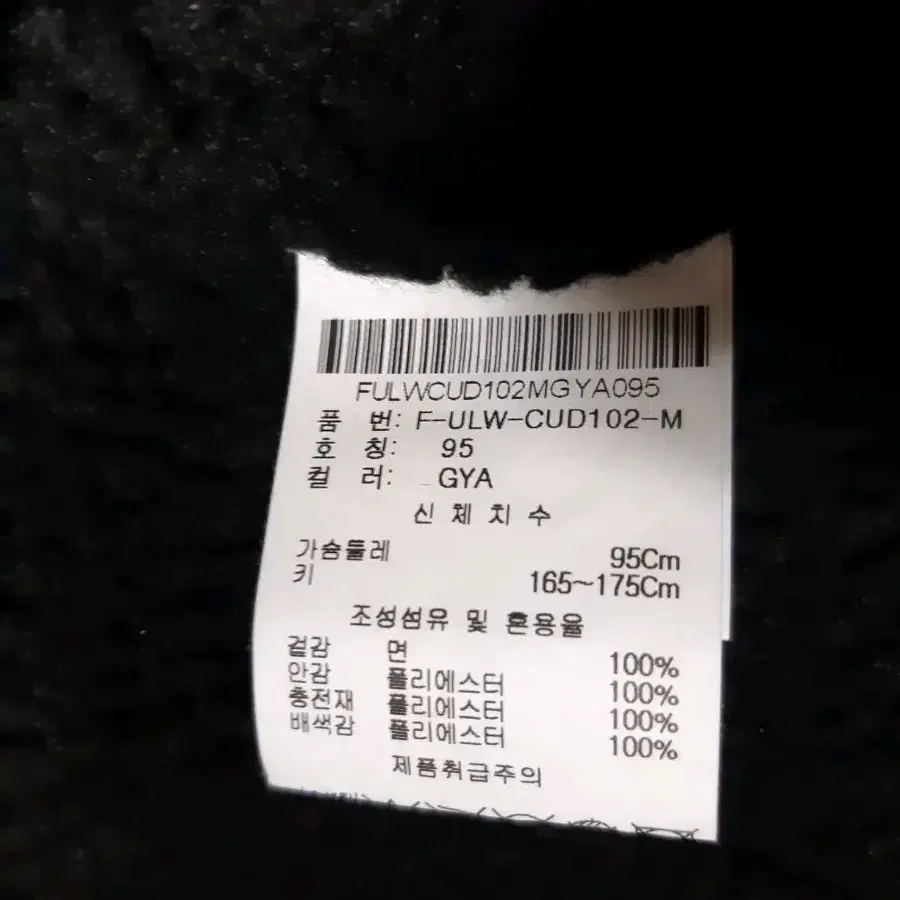 FULWCUD102MGYA095
품 번: F-ULW-CUD102-M
호 칭: 95
컬 러: GYA
신체치수
가슴둘레 95Cm
키 165~175Cm
조성섬유 및 혼용율
겉감 면 100%
안감 폴리에스터 100%
충전재 폴리에스터 100%
배색감 폴리에스터 100%
제품취급주의